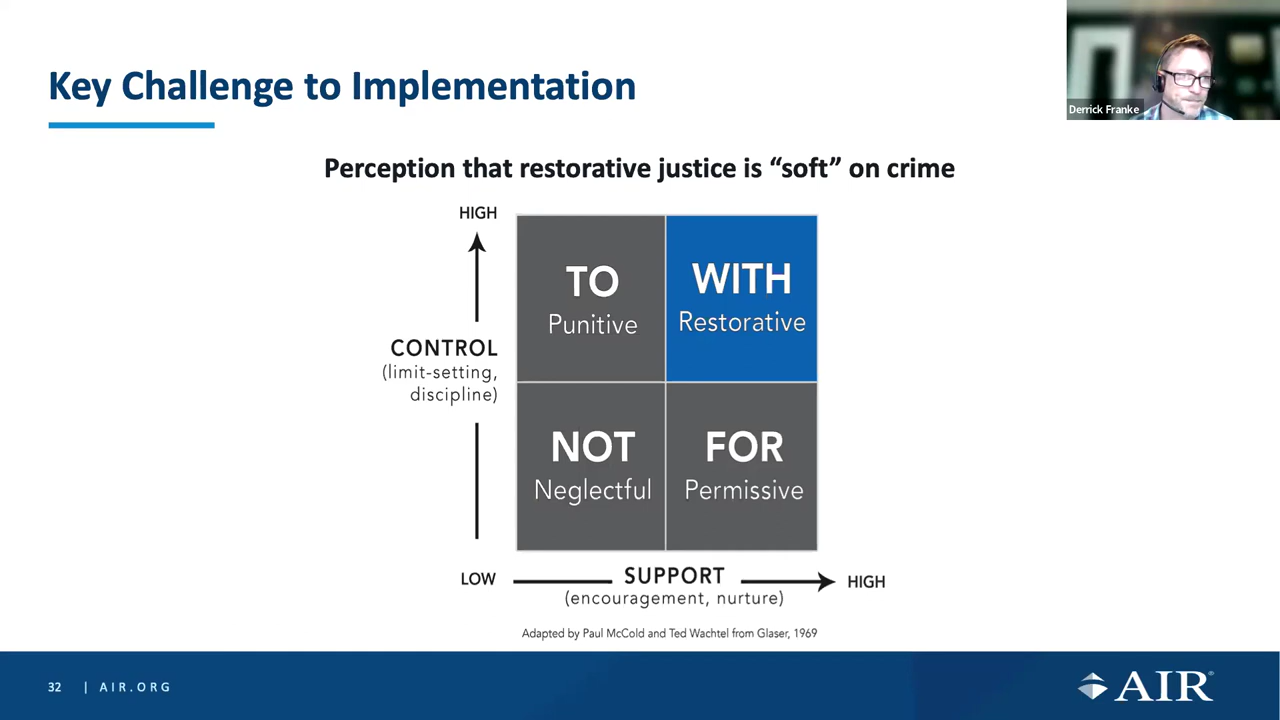 Key Challenge to Implementation
Derrick Franke
Perception that restorative justice is “soft” on crime
HIGH
CONTROL
(limit-setting,
discipline)
TO
Punitive
WITH
Restorative
NOT
Neglectful
FOR
Permissive
LOW
SUPPORT
(encouragement, nurture)
HIGH
Adapted by Paul McCold and Ted Wachtel from Glaser, 1969
32 | AIR.ORG
AIR®